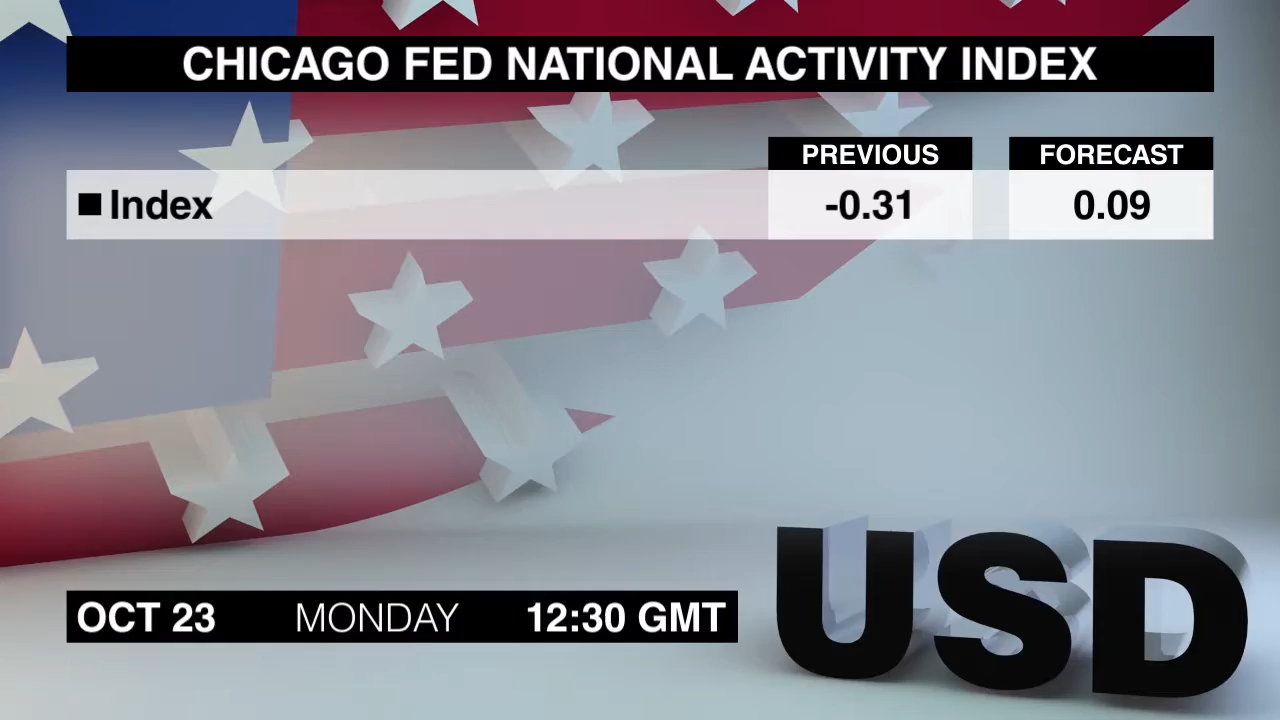 CHICAGO FED NATIONAL ACTIVITY INDEX
PREVIOUS FORECAST
Index -0.31 0.09
OCT 23 MONDAY 12:30 GMT
USD